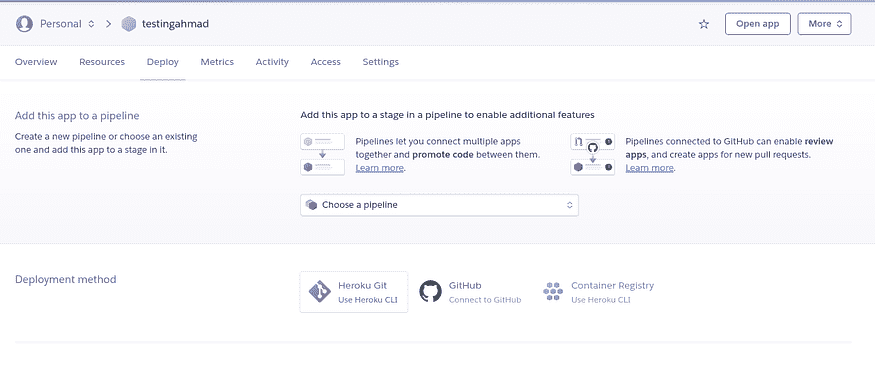 Personal
testingahmad
Open app
More
Overview
Resources
Deploy
Metrics
Activity
Access
Settings
Add this app to a pipeline
Create a new pipeline or choose an existing
one and add this app to a stage in it.
Add this app to a stage in a pipeline to enable additional features
Pipelines let you connect multiple apps
together and promote code between them.
Learn more.
Pipelines connected to GitHub can enable review
apps, and create apps for new pull requests.
Learn more.
Choose a pipeline
Deployment method
Heroku Git
Use Heroku CLI
GitHub
Connect to GitHub
Container Registry
Use Heroku CLI